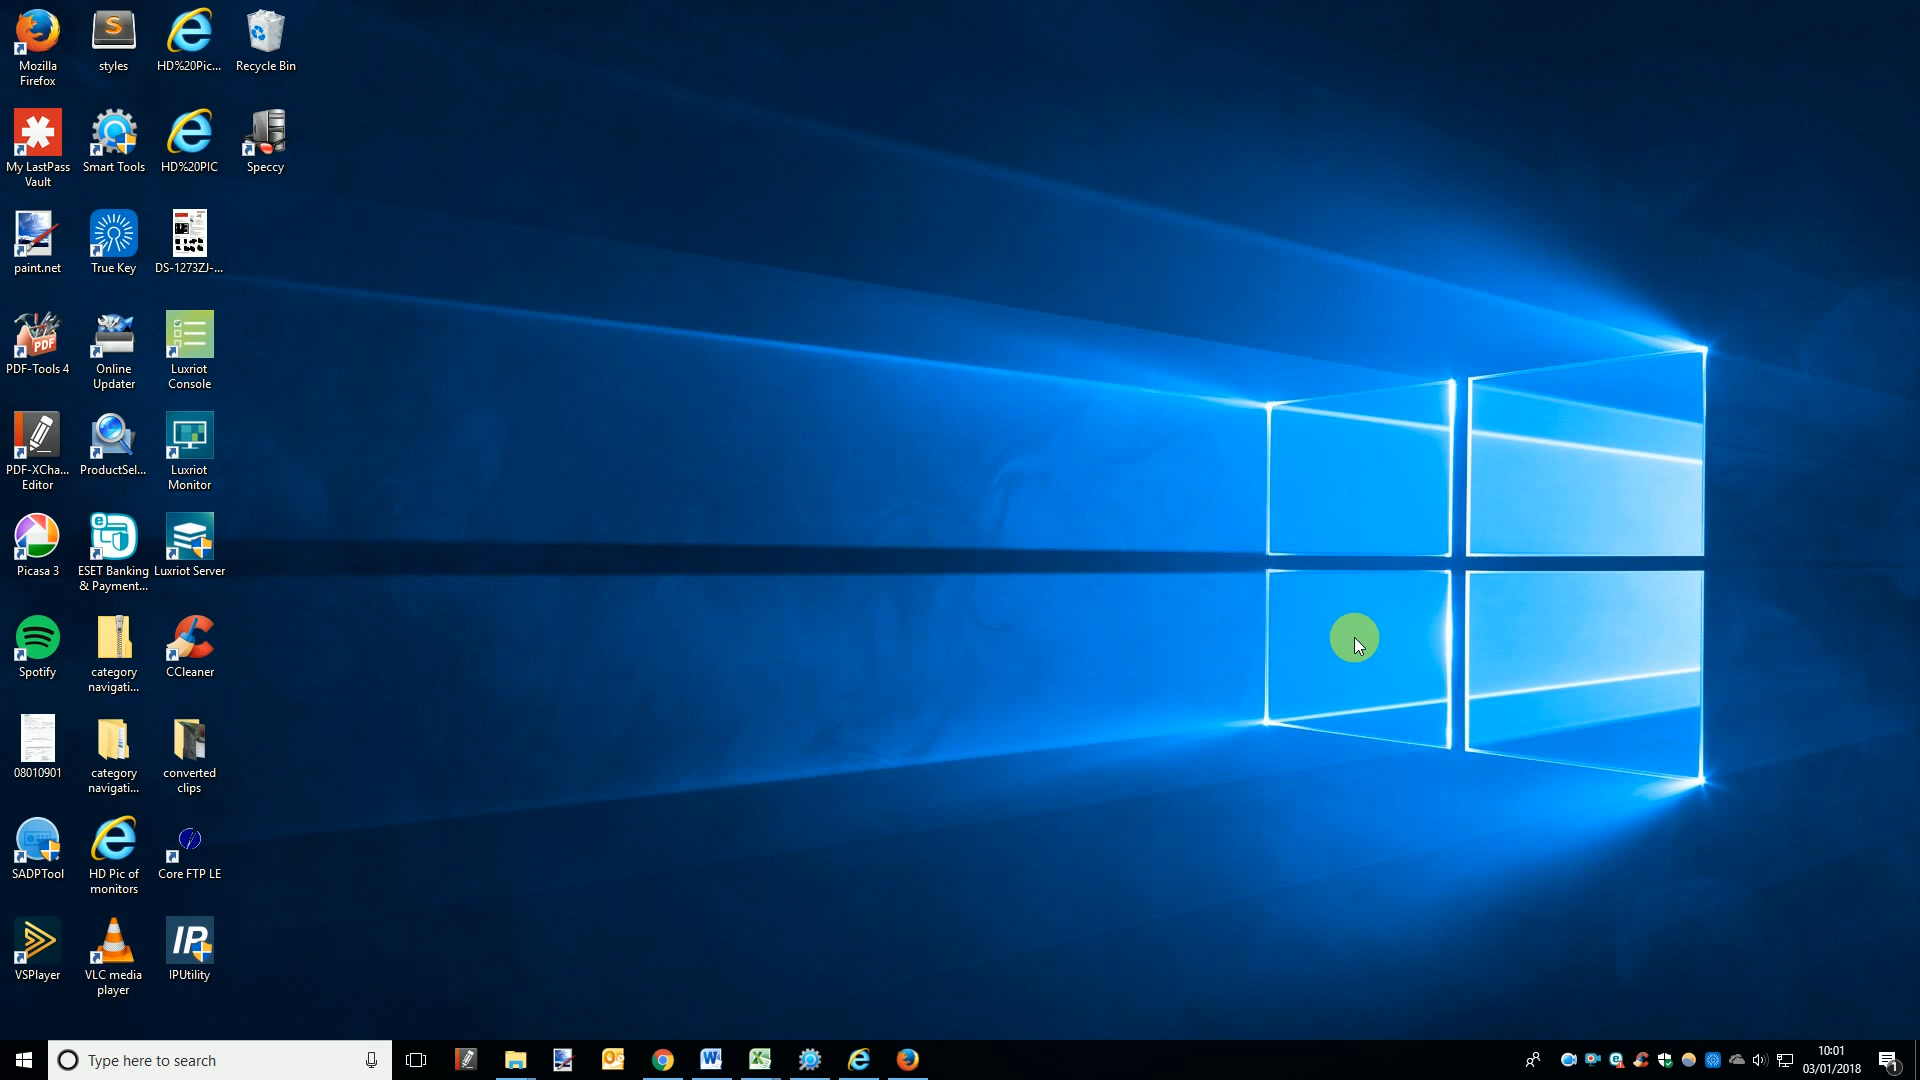 Mozilla
Firefox
styles
HD%20Pic...
Recycle Bin
My LastPass
Vault
Smart Tools
HD%20PIC
Speccy
paint.net
True Key
DS-1273ZJ-...
PDF-Tools 4
Online
Updater
Luxriot
Console
PDF-XCha...
Editor
ProductSel...
Luxriot
Monitor
Picasa 3
ESET Banking
& Payment...
Luxriot Server
Spotify
category
navigati...
CCleaner
08010901
category
navigati...
converted
clips
SADPTool
HD Pic of
monitors
Core FTP LE
VSPlayer
VLC media
player
IP
IPUtility
Type here to search
10:01
03/01/2018
1